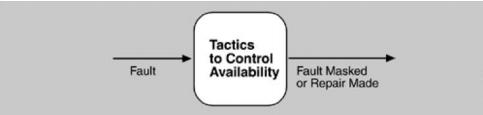 Tactics
to Control
Availability
Fault
Fault Masked
or Repair Made